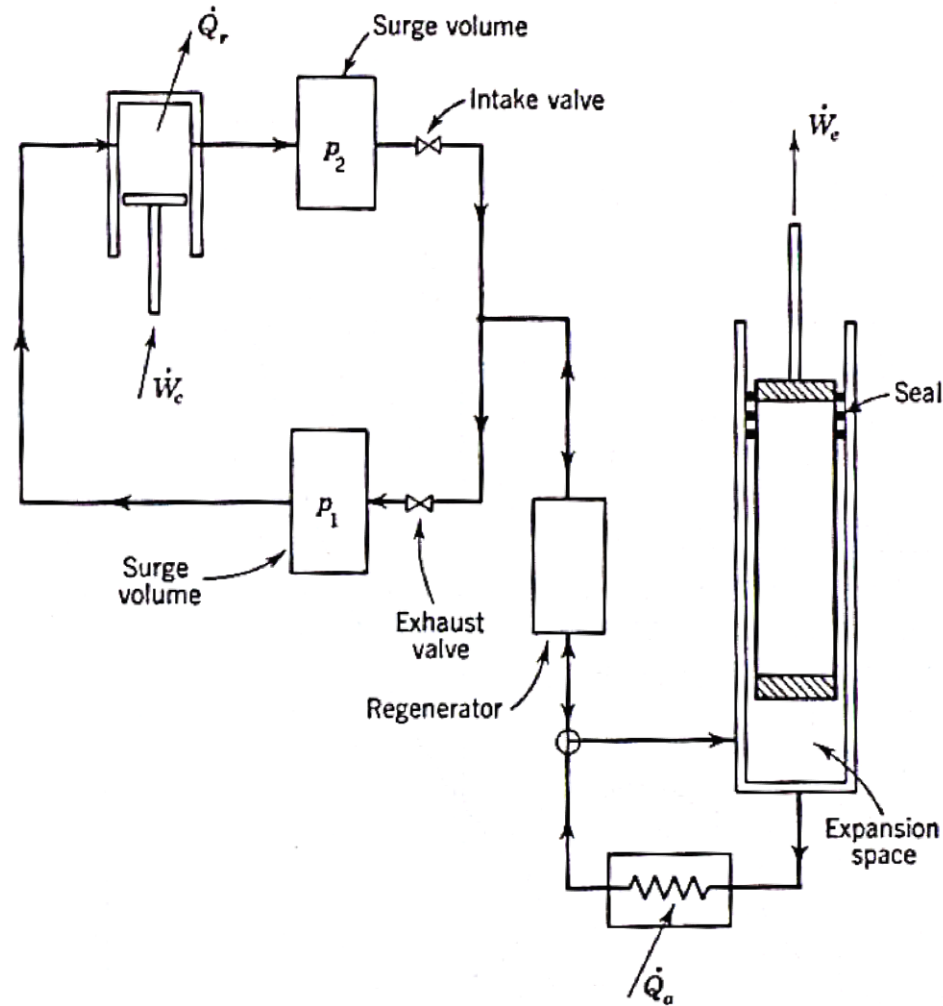 Q̇r
Surge volume
Intake valve
p2
Ẇe
Ẇc
Seal
p1
Surge
volume
Exhaust
valve
Regenerator
Expansion
space
Q̇a